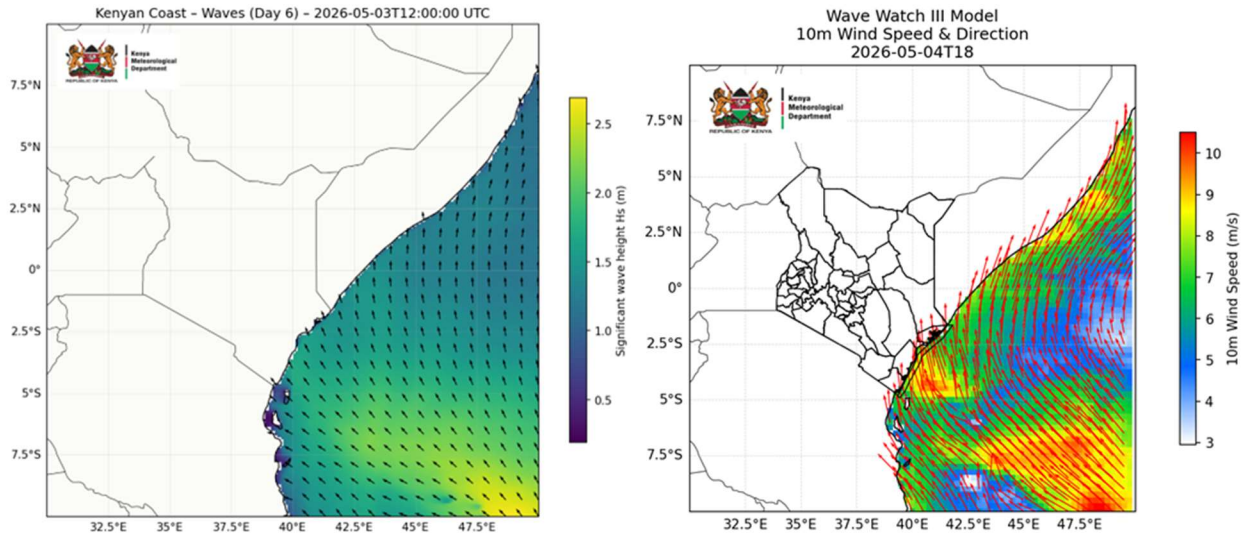 Kenyan Coast – Waves (Day 6) – 2026-05-03T12:00:00 UTC
Kenya
Meteorological
Department
REPUBLIC OF KENYA
7.5°N
5°N
2.5°N
0°
2.5°S
5°S
7.5°S
32.5°E 35°E 37.5°E 40°E 42.5°E 45°E 47.5°E
2.5
2.0
1.5
1.0
0.5
Significant wave height Hs (m)
Wave Watch III Model
10m Wind Speed & Direction
2026-05-04T18
Kenya
Meteorological
Department
REPUBLIC OF KENYA
7.5°N
5°N
2.5°N
0°
2.5°S
5°S
7.5°S
32.5°E 35°E 37.5°E 40°E 42.5°E 45°E 47.5°E
10
9
8
7
6
5
4
3
10m Wind Speed (m/s)